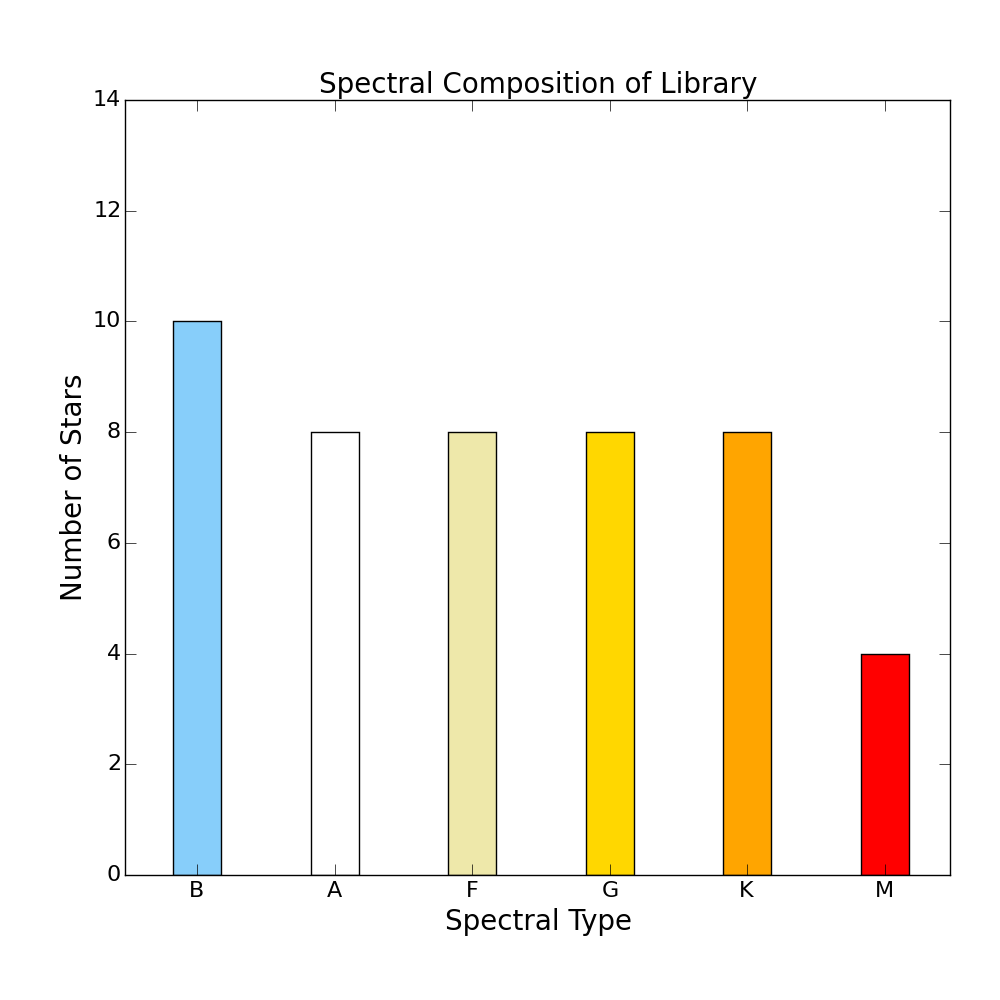 Spectral Composition of Library
14
12
10
8
6
4
2
0
Number of Stars
B A F G K M
Spectral Type